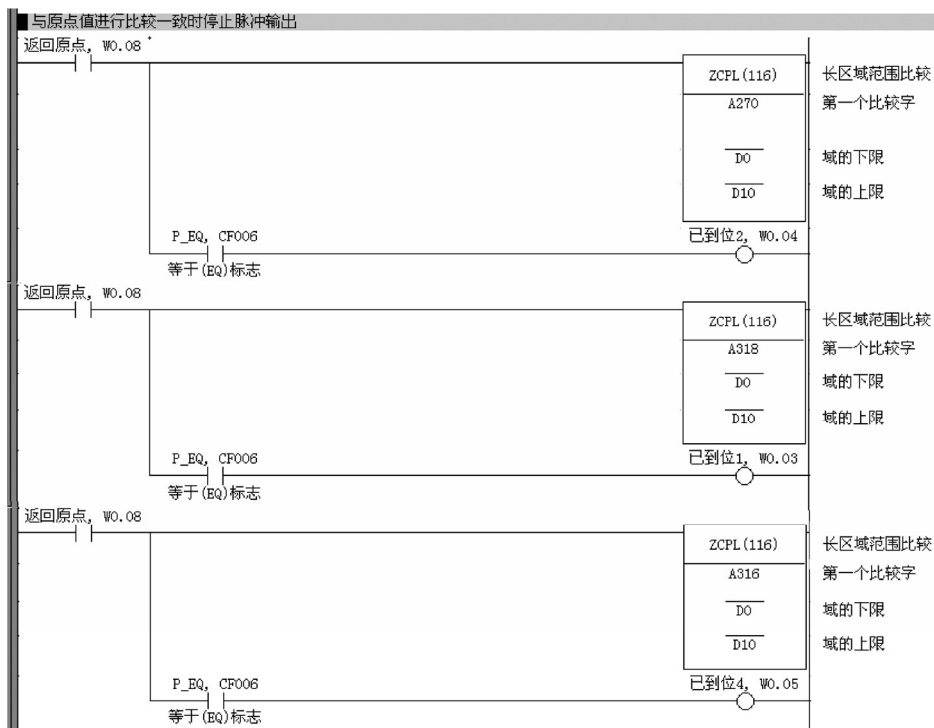 与原点值进行比较一致时停止脉冲输出
返回原点, W0.08
ZCPL(116) 长区域范围比较
A270 第一个比较字
D0 域的下限
D10 域的上限
P_EQ, CF006 已到位2, W0.04
等于(EQ)标志
返回原点, W0.08
ZCPL(116) 长区域范围比较
A318 第一个比较字
D0 域的下限
D10 域的上限
P_EQ, CF006 已到位1, W0.03
等于(EQ)标志
返回原点, W0.08
ZCPL(116) 长区域范围比较
A316 第一个比较字
D0 域的下限
D10 域的上限
P_EQ, CF006 已到位4, W0.05
等于(EQ)标志